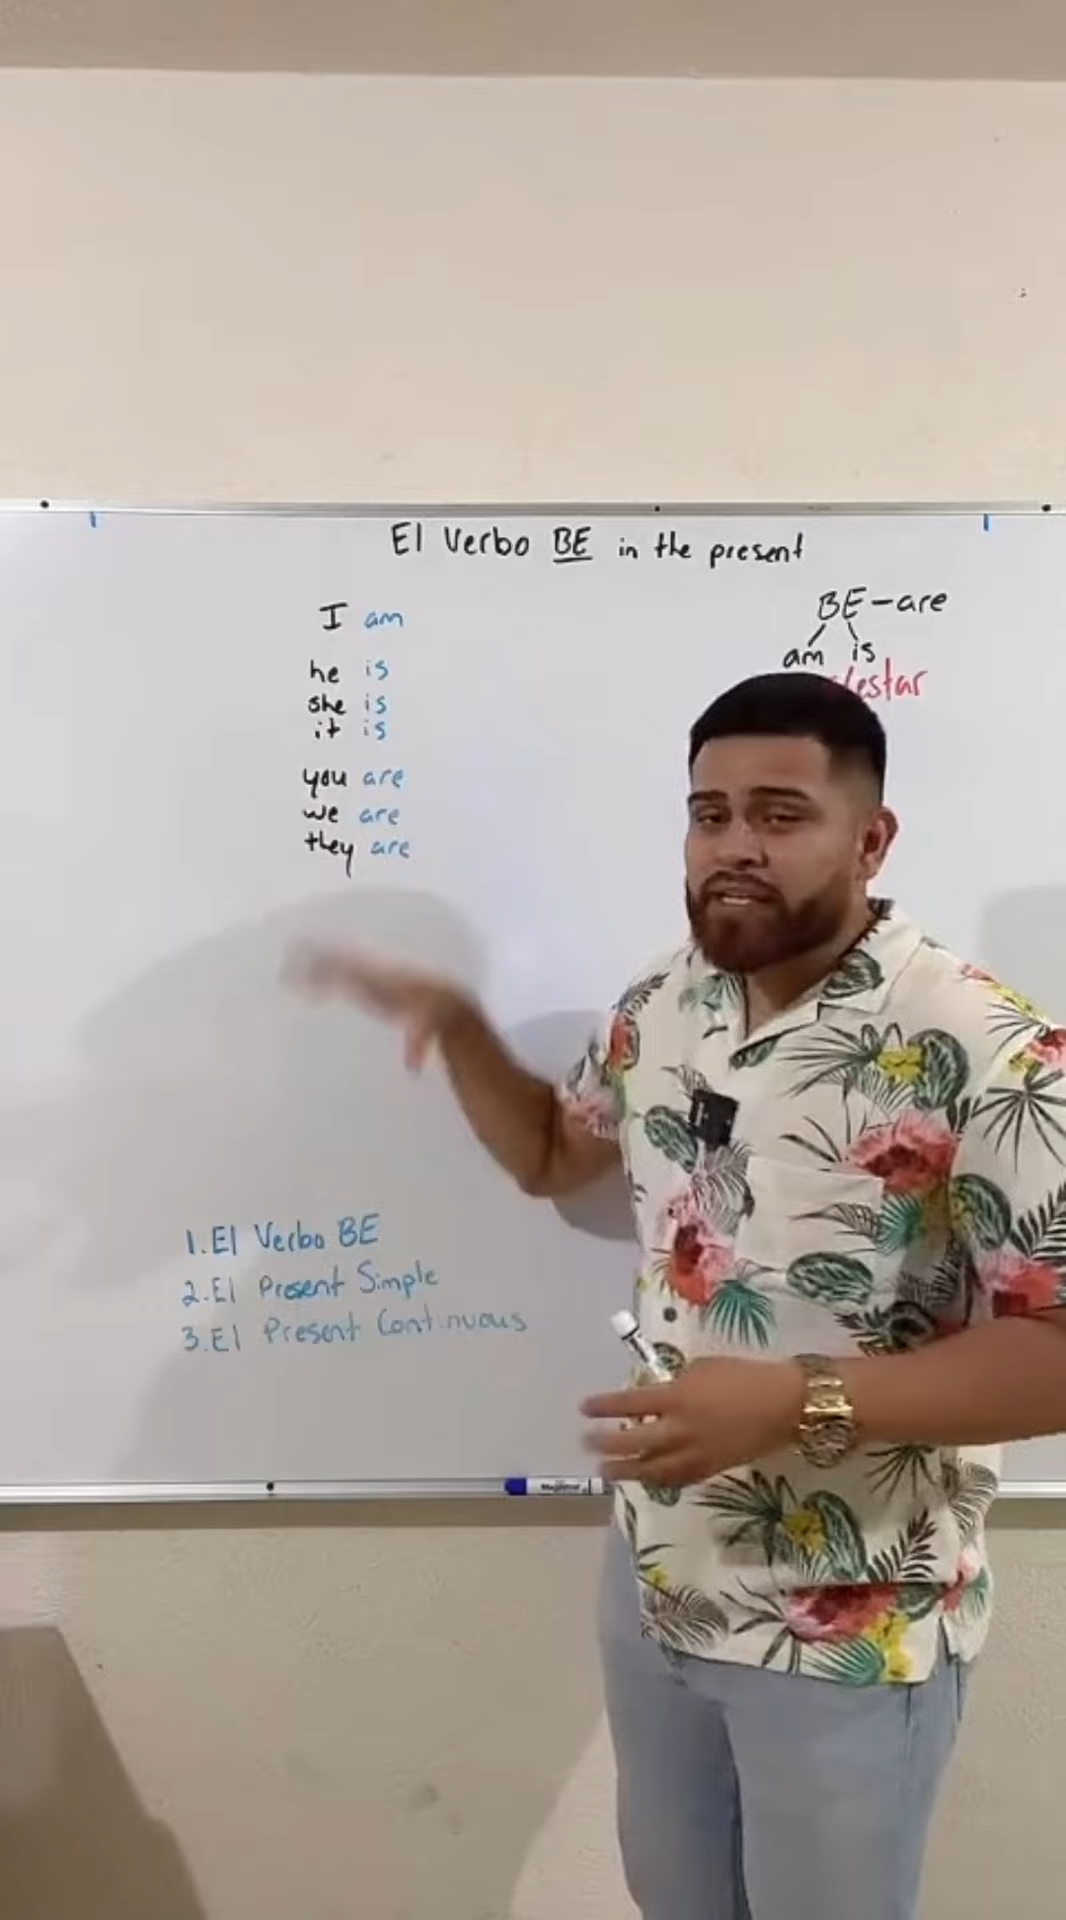 El Verbo BE in the present
I am
he is
she is
it is
you are
we are
they are
BE-are
am is
1. El Verbo BE
2. El Present Simple
3. El Present Continuous